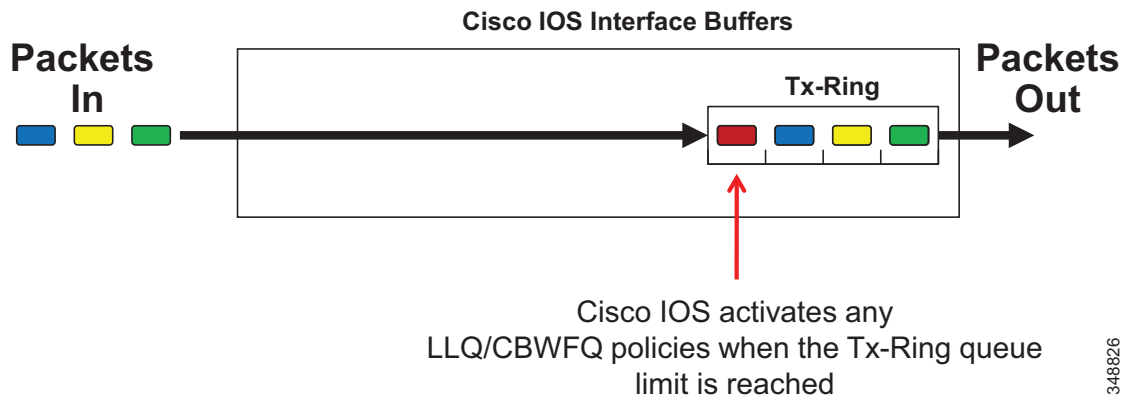 Cisco IOS Interface Buffers
Packets
In
Tx-Ring
Packets
Out
Cisco IOS activates any
LLQ/CBWFQ policies when the Tx-Ring queue
limit is reached
348826